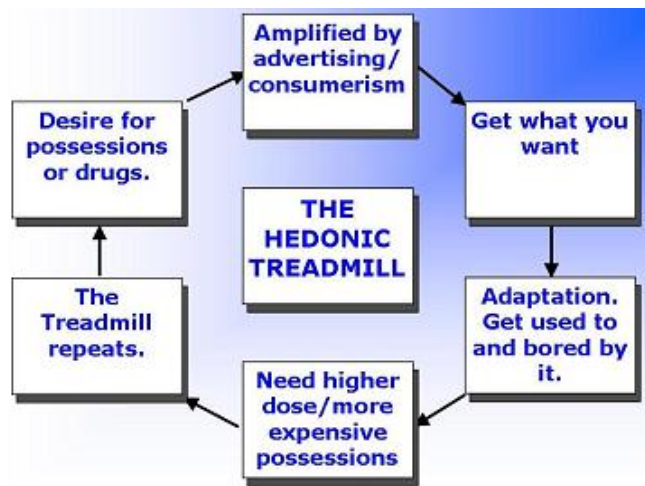 Amplified by
advertising/
consumerism
Get what you
want
Adaptation.
Get used to
and bored by
it.
Need higher
dose/more
expensive
possessions
The
Treadmill
repeats.
Desire for
possessions
or drugs.
THE
HEDONIC
TREADMILL